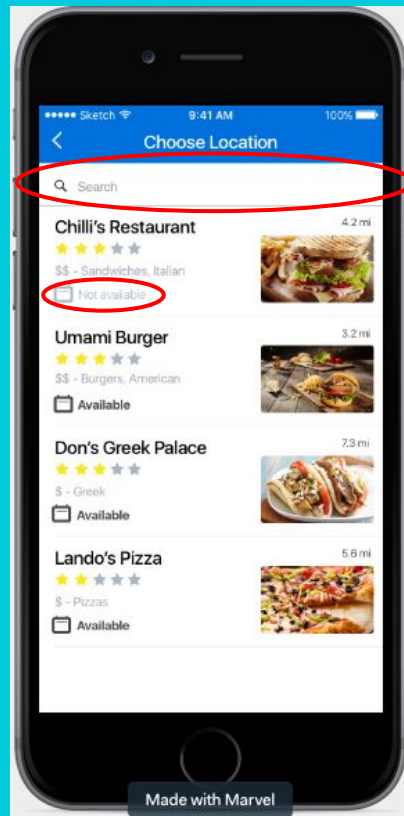 Sketch 9:41 AM 100%
Choose Location
Search
Chilli's Restaurant 4.2 mi
$$ - Sandwiches, Italian
Not available
Umami Burger 3.2 mi
$$ - Burgers, American
Available
Don's Greek Palace 7.3 mi
$ - Greek
Available
Lando's Pizza 5.6 mi
$ - Pizzas
Available
Made with Marvel